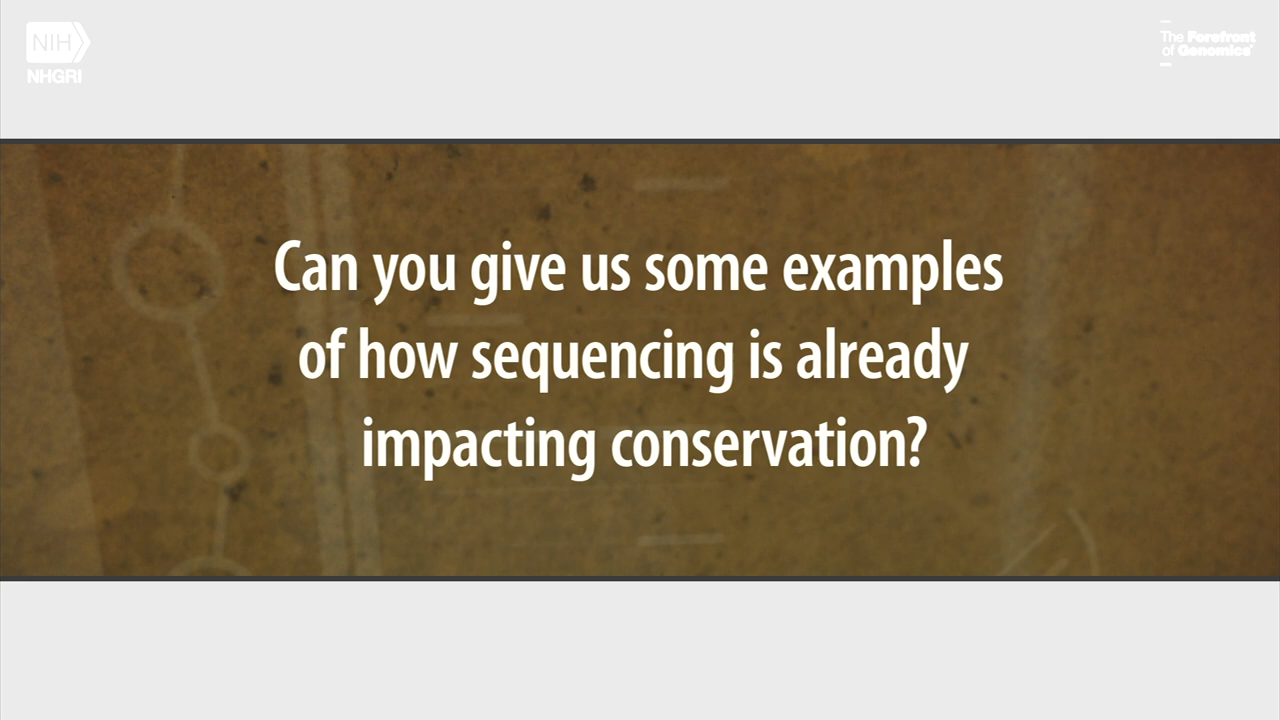 NIH
NHGRI
The Forefront
of Genomics®
Can you give us some examples
of how sequencing is already
impacting conservation?